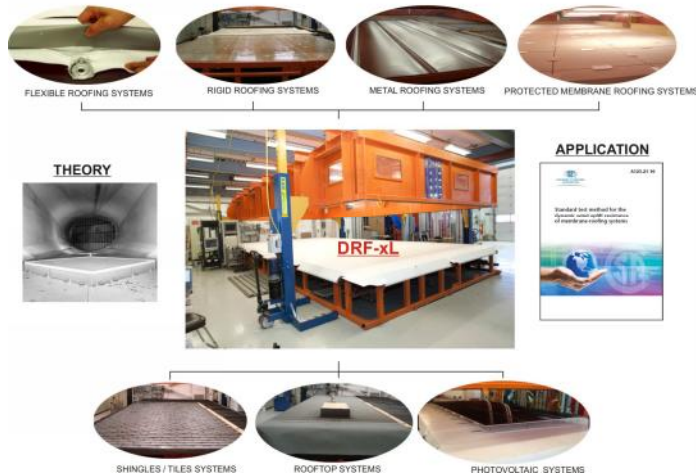 FLEXIBLE ROOFING SYSTEMS
RIGID ROOFING SYSTEMS
METAL ROOFING SYSTEMS
PROTECTED MEMBRANE ROOFING SYSTEMS
THEORY
DRF-xL
APPLICATION
Standard test method for the
dynamic wind uplift resistance
of membrane-roofing systems
SHINGLES / TILES SYSTEMS
ROOFTOP SYSTEMS
PHOTOVOLTAIC SYSTEMS